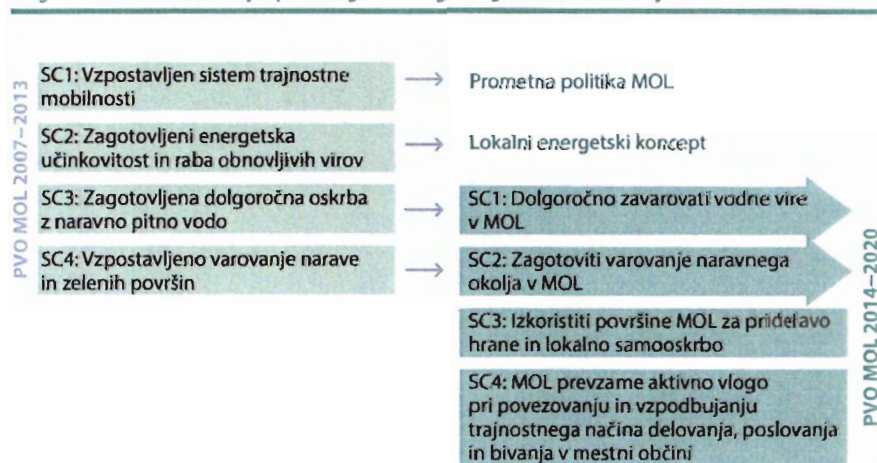 PVO MOL 2007–2013
SC1: Vzpostavljen sistem trajnostne
mobilnosti
Prometna politika MOL
SC2: Zagotovljeni energetska
učinkovitost in raba obnovljivih virov
Lokalni energetski koncept
SC3: Zagotovljena dolgoročna oskrba
z naravno pitno vodo
SC1: Dolgoročno zavarovati vodne vire
v MOL
SC4: Vzpostavljeno varovanje narave
in zelenih površin
SC2: Zagotoviti varovanje naravnega
okolja v MOL
SC3: Izkoristiti površine MOL za pridelavo
hrane in lokalno samooskrbo
SC4: MOL prevzame aktivno vlogo
pri povezovanju in vzpodbujanju
trajnostnega načina delovanja, poslovanja
in bivanja v mestni občini
PVO MOL 2014–2020